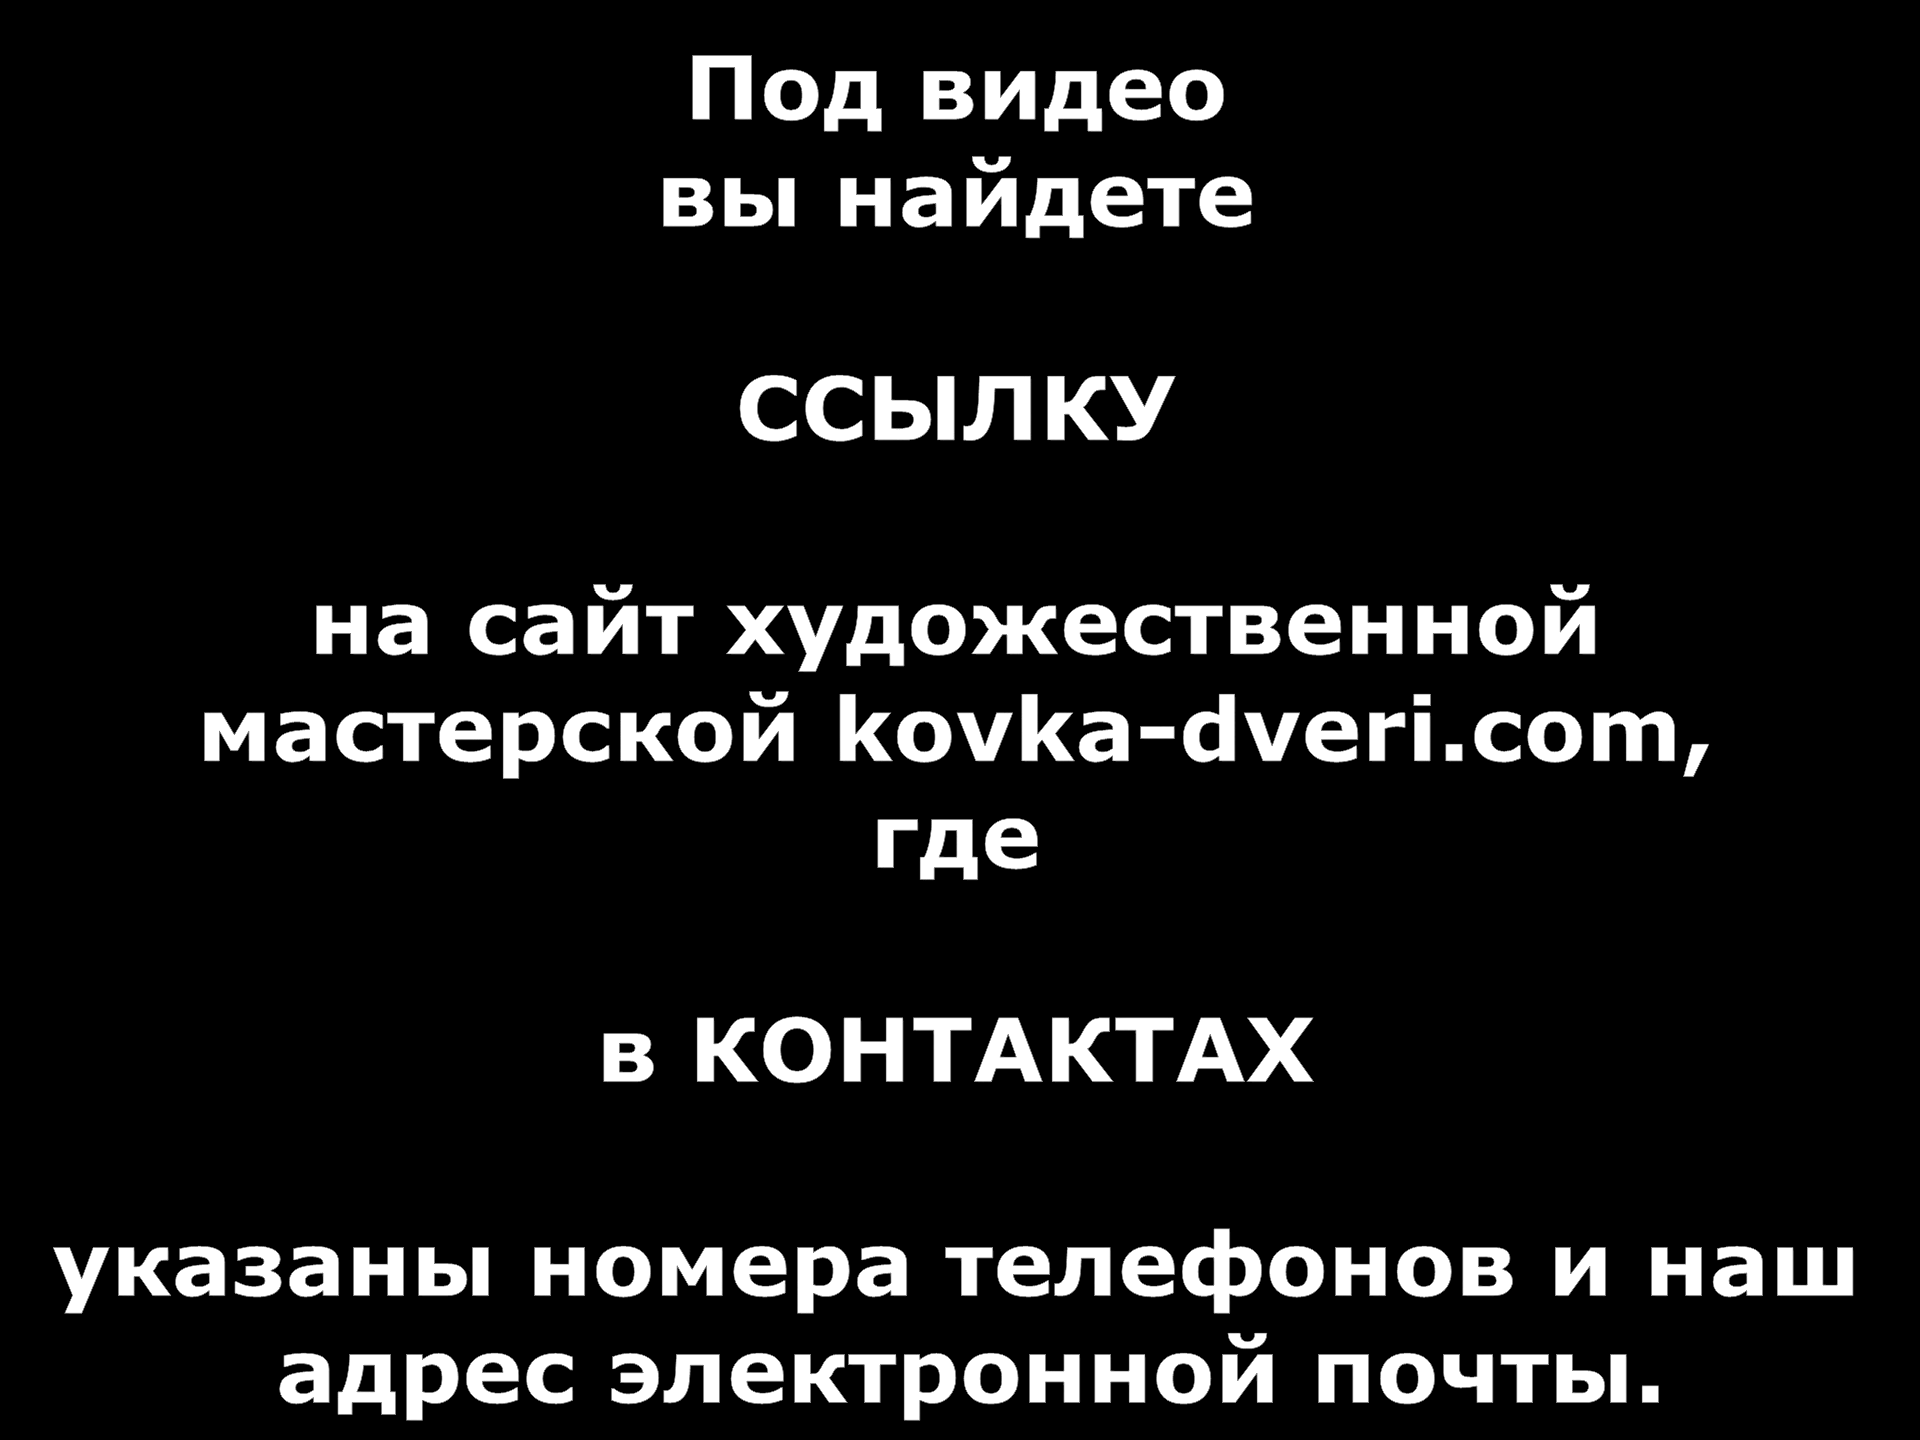 Под видео
вы найдете
ССЫЛКУ
на сайт художественной
мастерской kovka-dveri.com,
где
в КОНТАКТАХ
указаны номера телефонов и наш
адрес электронной почты.